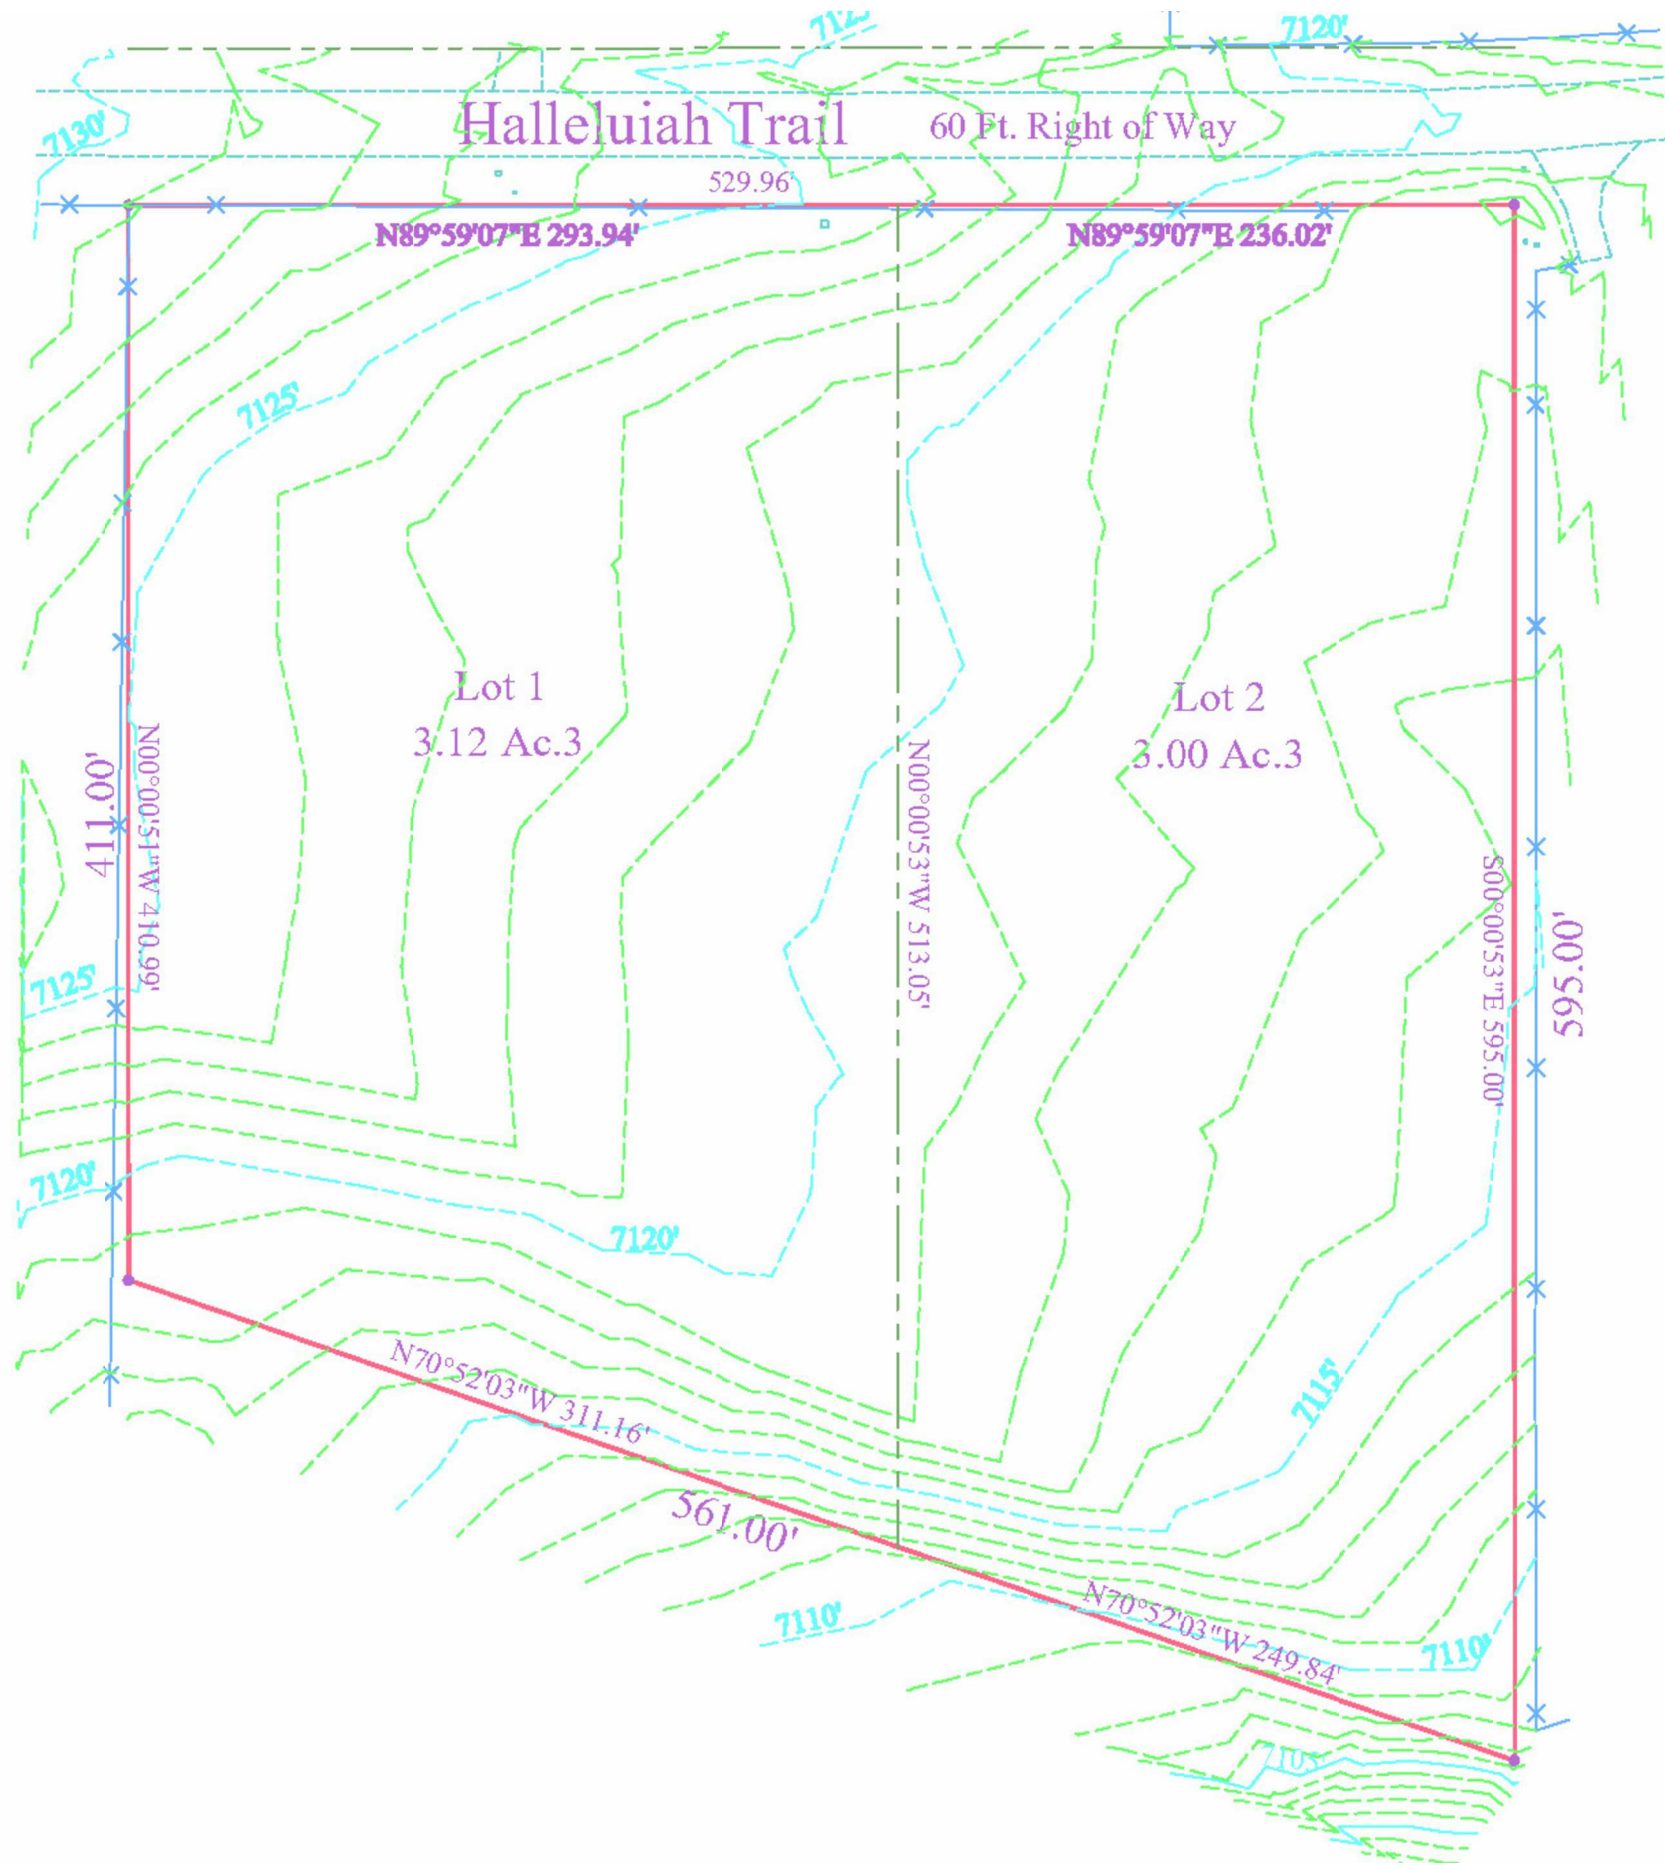 7125'
7120'
7130'
Halleluiah Trail
60 Ft. Right of Way
529.96'
N89°59'07"E 293.94'
N89°59'07"E 236.02'
7125'
Lot 1
3.12 Ac.3
Lot 2
3.00 Ac.3
411.00'
N00°00'51"W 410.99'
N00°00'53"W 513.05'
S00°00'53"E 595.00'
595.00'
7125'
7120'
7120'
N70°52'03"W 311.16'
7115'
561.00'
N70°52'03"W 249.84'
7110'
7110'
7105'